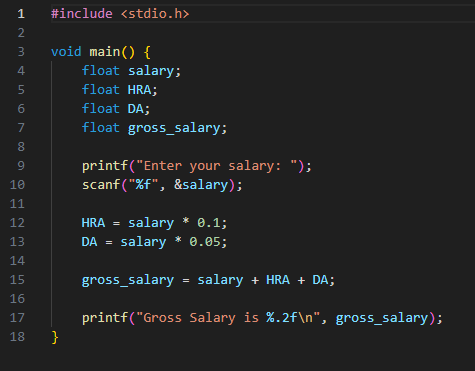 1 #include <stdio.h>
2
3 void main() {
4     float salary;
5     float HRA;
6     float DA;
7     float gross_salary;
8
9     printf("Enter your salary: ");
10     scanf("%f", &salary);
11
12     HRA = salary * 0.1;
13     DA = salary * 0.05;
14
15     gross_salary = salary + HRA + DA;
16
17     printf("Gross Salary is %.2f\n", gross_salary);
18 }